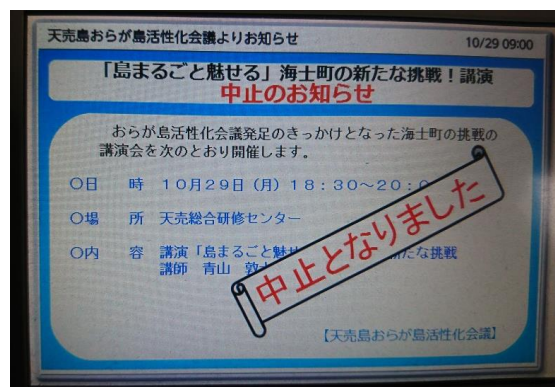 天売島おらが島活性化会議よりお知らせ
10/29 09:00
「島まるごと魅せる」海士町の新たな挑戦！講演
中止のお知らせ
おらが島活性化会議発足のきっかけとなった海士町の挑戦の
講演会を次のとおり開催します。
○日　時　１０月２９日（月）１８：３０～２０：０
○場　所　天売総合研修センター
○内　容　講演「島まるごと魅せ　新たな挑戦
講師　青山　敦士
中止となりました
【天売島おらが島活性化会議】